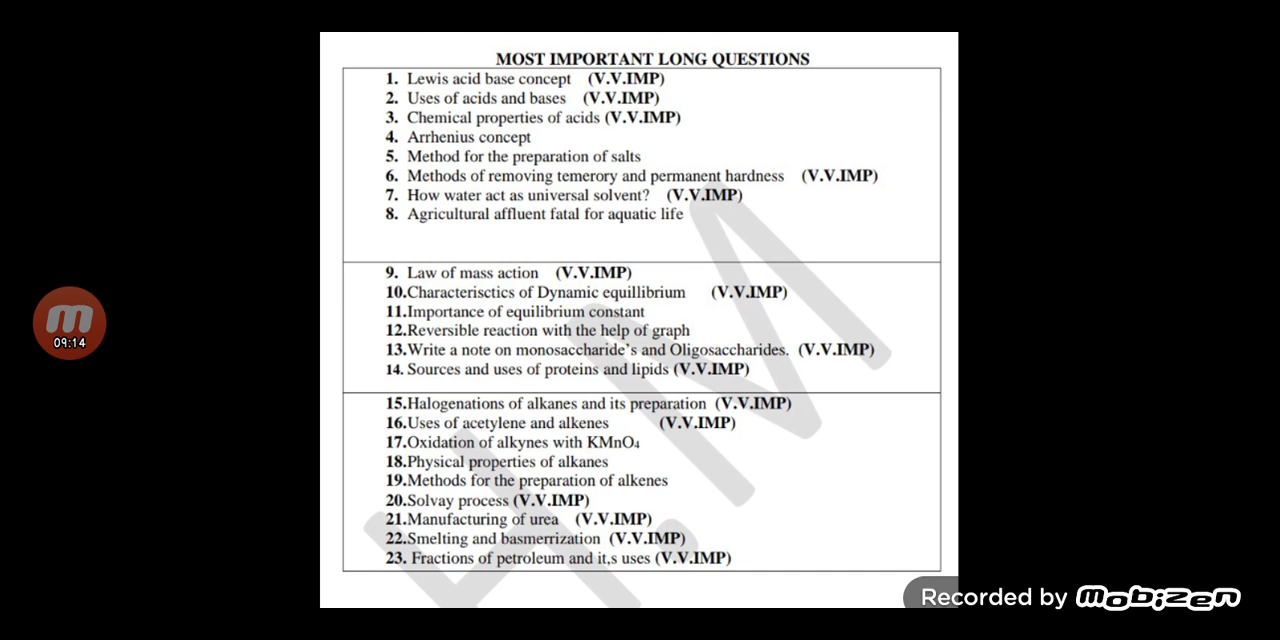 MOST IMPORTANT LONG QUESTIONS
1. Lewis acid base concept (V.V.IMP)
2. Uses of acids and bases (V.V.IMP)
3. Chemical properties of acids (V.V.IMP)
4. Arrhenius concept
5. Method for the preparation of salts
6. Methods of removing temerory and permanent hardness (V.V.IMP)
7. How water act as universal solvent? (V.V.IMP)
8. Agricultural affluent fatal for aquatic life
9. Law of mass action (V.V.IMP)
10.Characterisctics of Dynamic equillibrium (V.V.IMP)
11.Importance of equilibrium constant
12.Reversible reaction with the help of graph
13.Write a note on monosaccharide's and Oligosaccharides. (V.V.IMP)
14. Sources and uses of proteins and lipids (V.V.IMP)
15.Halogenations of alkanes and its preparation (V.V.IMP)
16.Uses of acetylene and alkenes (V.V.IMP)
17.Oxidation of alkynes with KMnO₄
18.Physical properties of alkanes
19.Methods for the preparation of alkenes
20.Solvay process (V.V.IMP)
21.Manufacturing of urea (V.V.IMP)
22.Smelting and basmerrization (V.V.IMP)
23. Fractions of petroleum and it,s uses (V.V.IMP)
H.M
m
09:14
Recorded by Mobizen